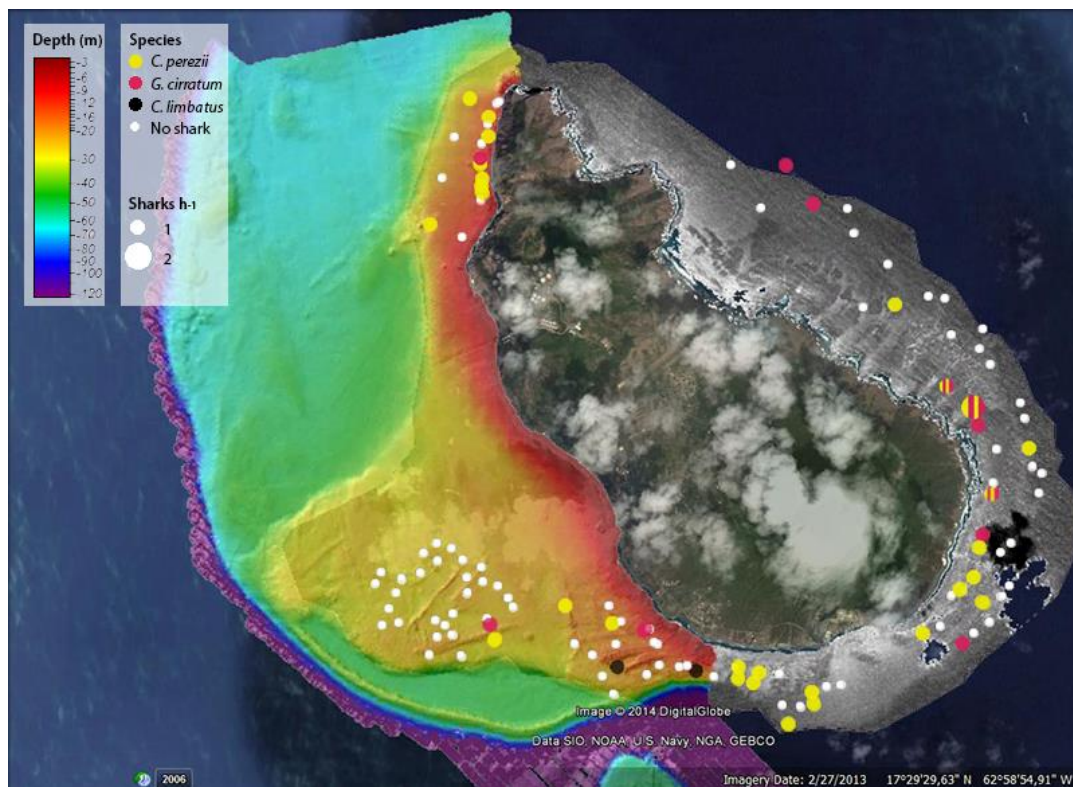 Depth (m)
-3
-6
-9
-12
-16
-20
-30
-40
-50
-60
-70
-80
-90
-100
-120
Species
C. perezii
G. cirratum
C. limbatus
No shark
Sharks h-1
1
2
Image © 2014 DigitalGlobe
Data SIO, NOAA, U.S. Navy, NGA, GEBCO
2006
Imagery Date: 2/27/2013 17°29'29,63" N 62°58'54,91" W